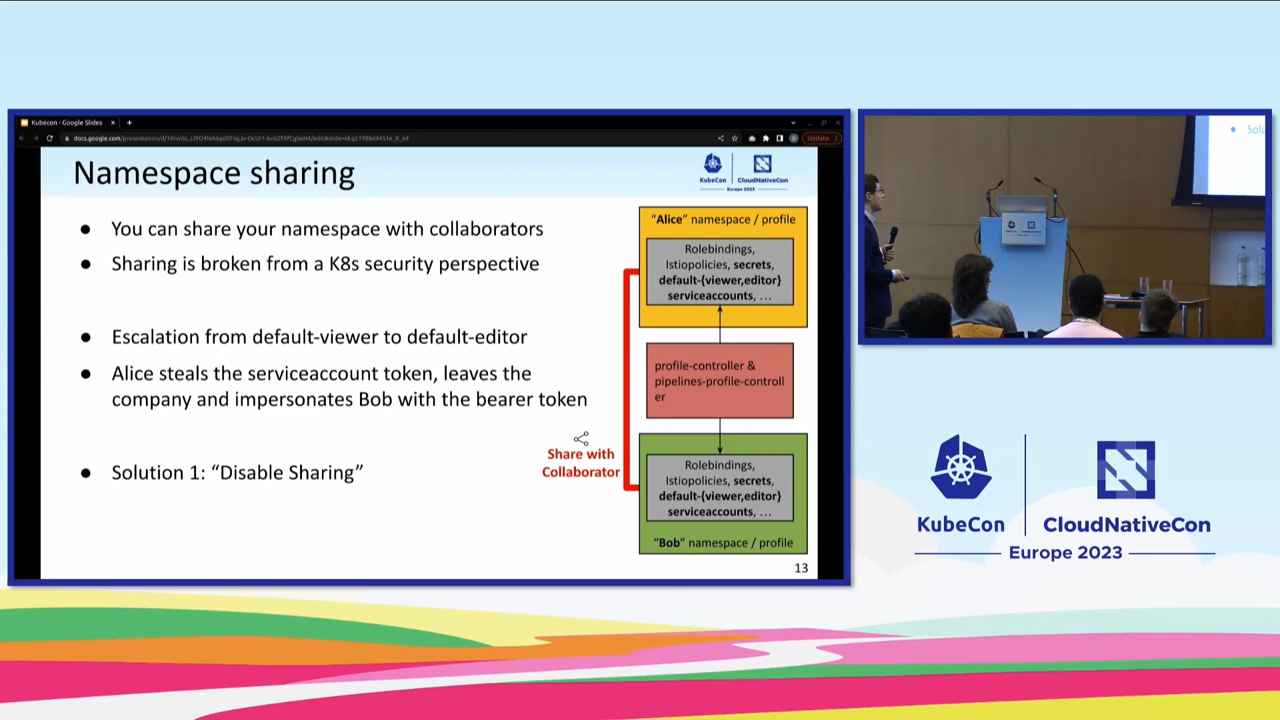 Kubecon - Google Slides
Update
Namespace sharing
KubeCon
CloudNativeCon
Europe 2023
● You can share your namespace with collaborators
● Sharing is broken from a K8s security perspective
● Escalation from default-viewer to default-editor
● Alice steals the serviceaccount token, leaves the
company and impersonates Bob with the bearer token
● Solution 1: “Disable Sharing”
“Alice” namespace / profile
Rolebindings,
Istiopolicies, secrets,
default-{viewer,editor}
serviceaccounts, ...
profile-controller &
pipelines-profile-controll
er
Share with
Collaborator
Rolebindings,
Istiopolicies, secrets,
default-{viewer,editor}
serviceaccounts, ...
“Bob” namespace / profile
13
KubeCon
CloudNativeCon
Europe 2023